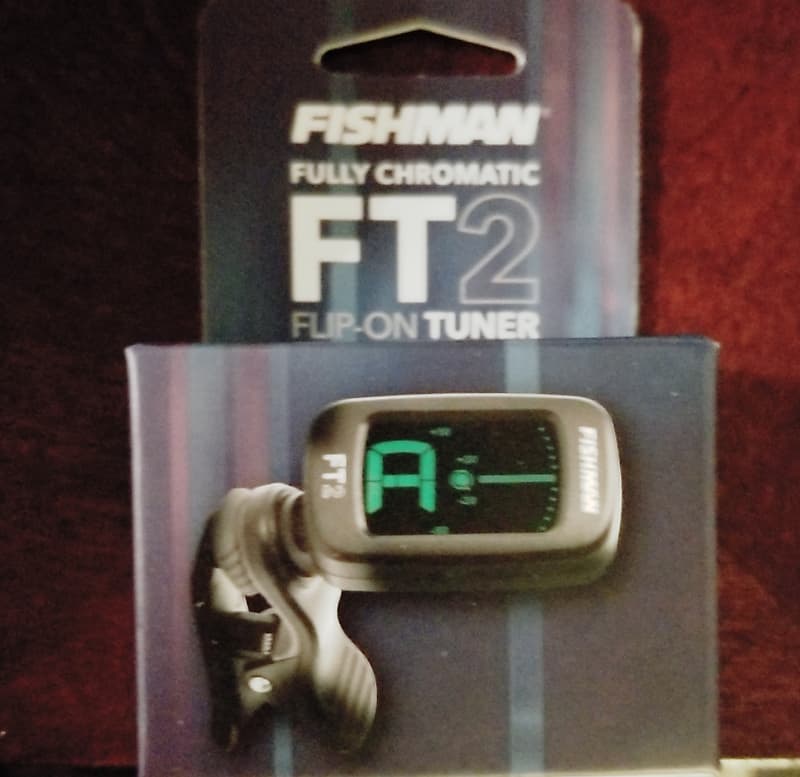 FISHMAN
FULLY CHROMATIC
FT2
FLIP-ON TUNER
FT2
A
FISHMAN